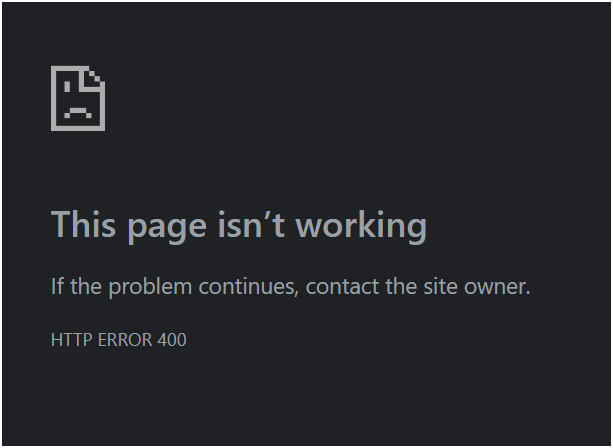 This page isn’t working
If the problem continues, contact the site owner.
HTTP ERROR 400